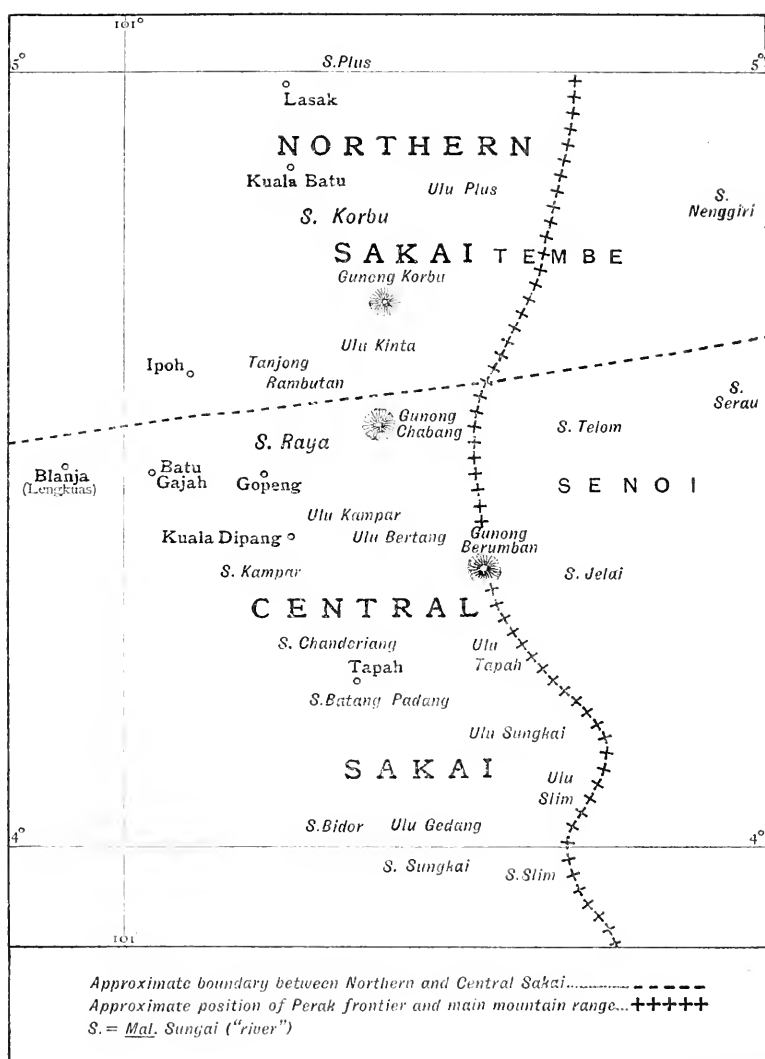 101°
5°
S.Plus
5°
Lasak
NORTHERN
Kuala Batu
Ulu Plus
S.
Nenggiri
S. Korbu
SAKAI
TEMBE
Gunong Korbu
Ulu Kinta
Ipoh
Tanjong
Rambutan
S.
Serau
Gunong
Chabang
S. Telom
S. Raya
Blanja
(Lengkuas)
Batu
Gajah
Gopeng
SENOI
Ulu Kampar
Kuala Dipang
Ulu Bertang
Gunong
Berumban
S. Kampar
S. Jelai
CENTRAL
S. Chanderiang
Ulu
Tapah
Tapah
S.Batang Padang
Ulu Sungkai
SAKAI
Ulu
Slim
S.Bidor
Ulu Gedang
4°
4°
S. Sungkai
S.Slim
101
Approximate boundary between Northern and Central Sakai
Approximate position of Perak frontier and main mountain range...
S. = Mal. Sungai ("river")